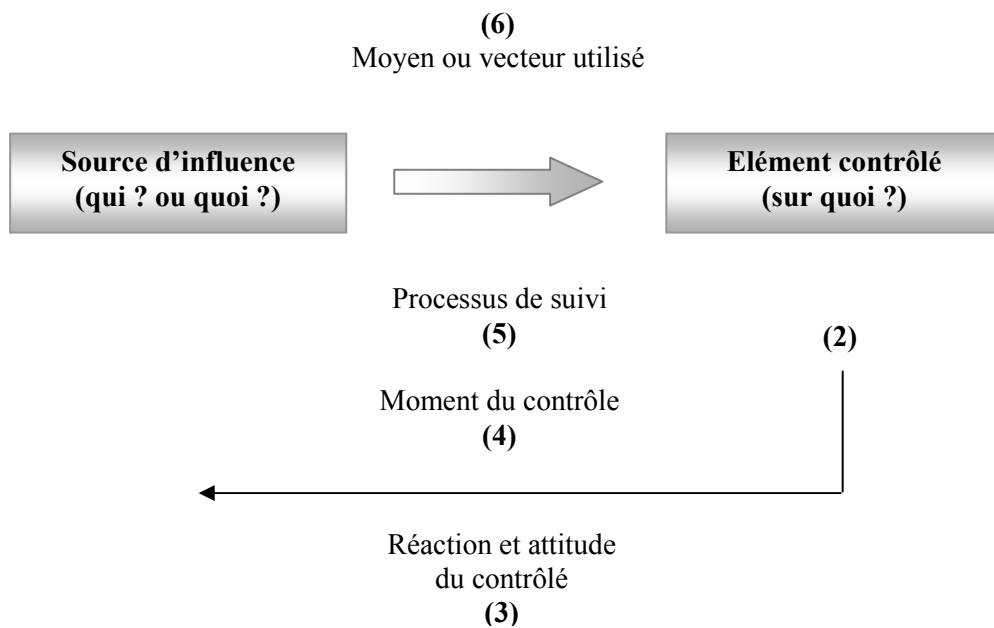 (6)
Moyen ou vecteur utilisé
Source d’influence
(qui ? ou quoi ?)
Elément contrôlé
(sur quoi ?)
Processus de suivi
(5)
(2)
Moment du contrôle
(4)
Réaction et attitude
du contrôlé
(3)